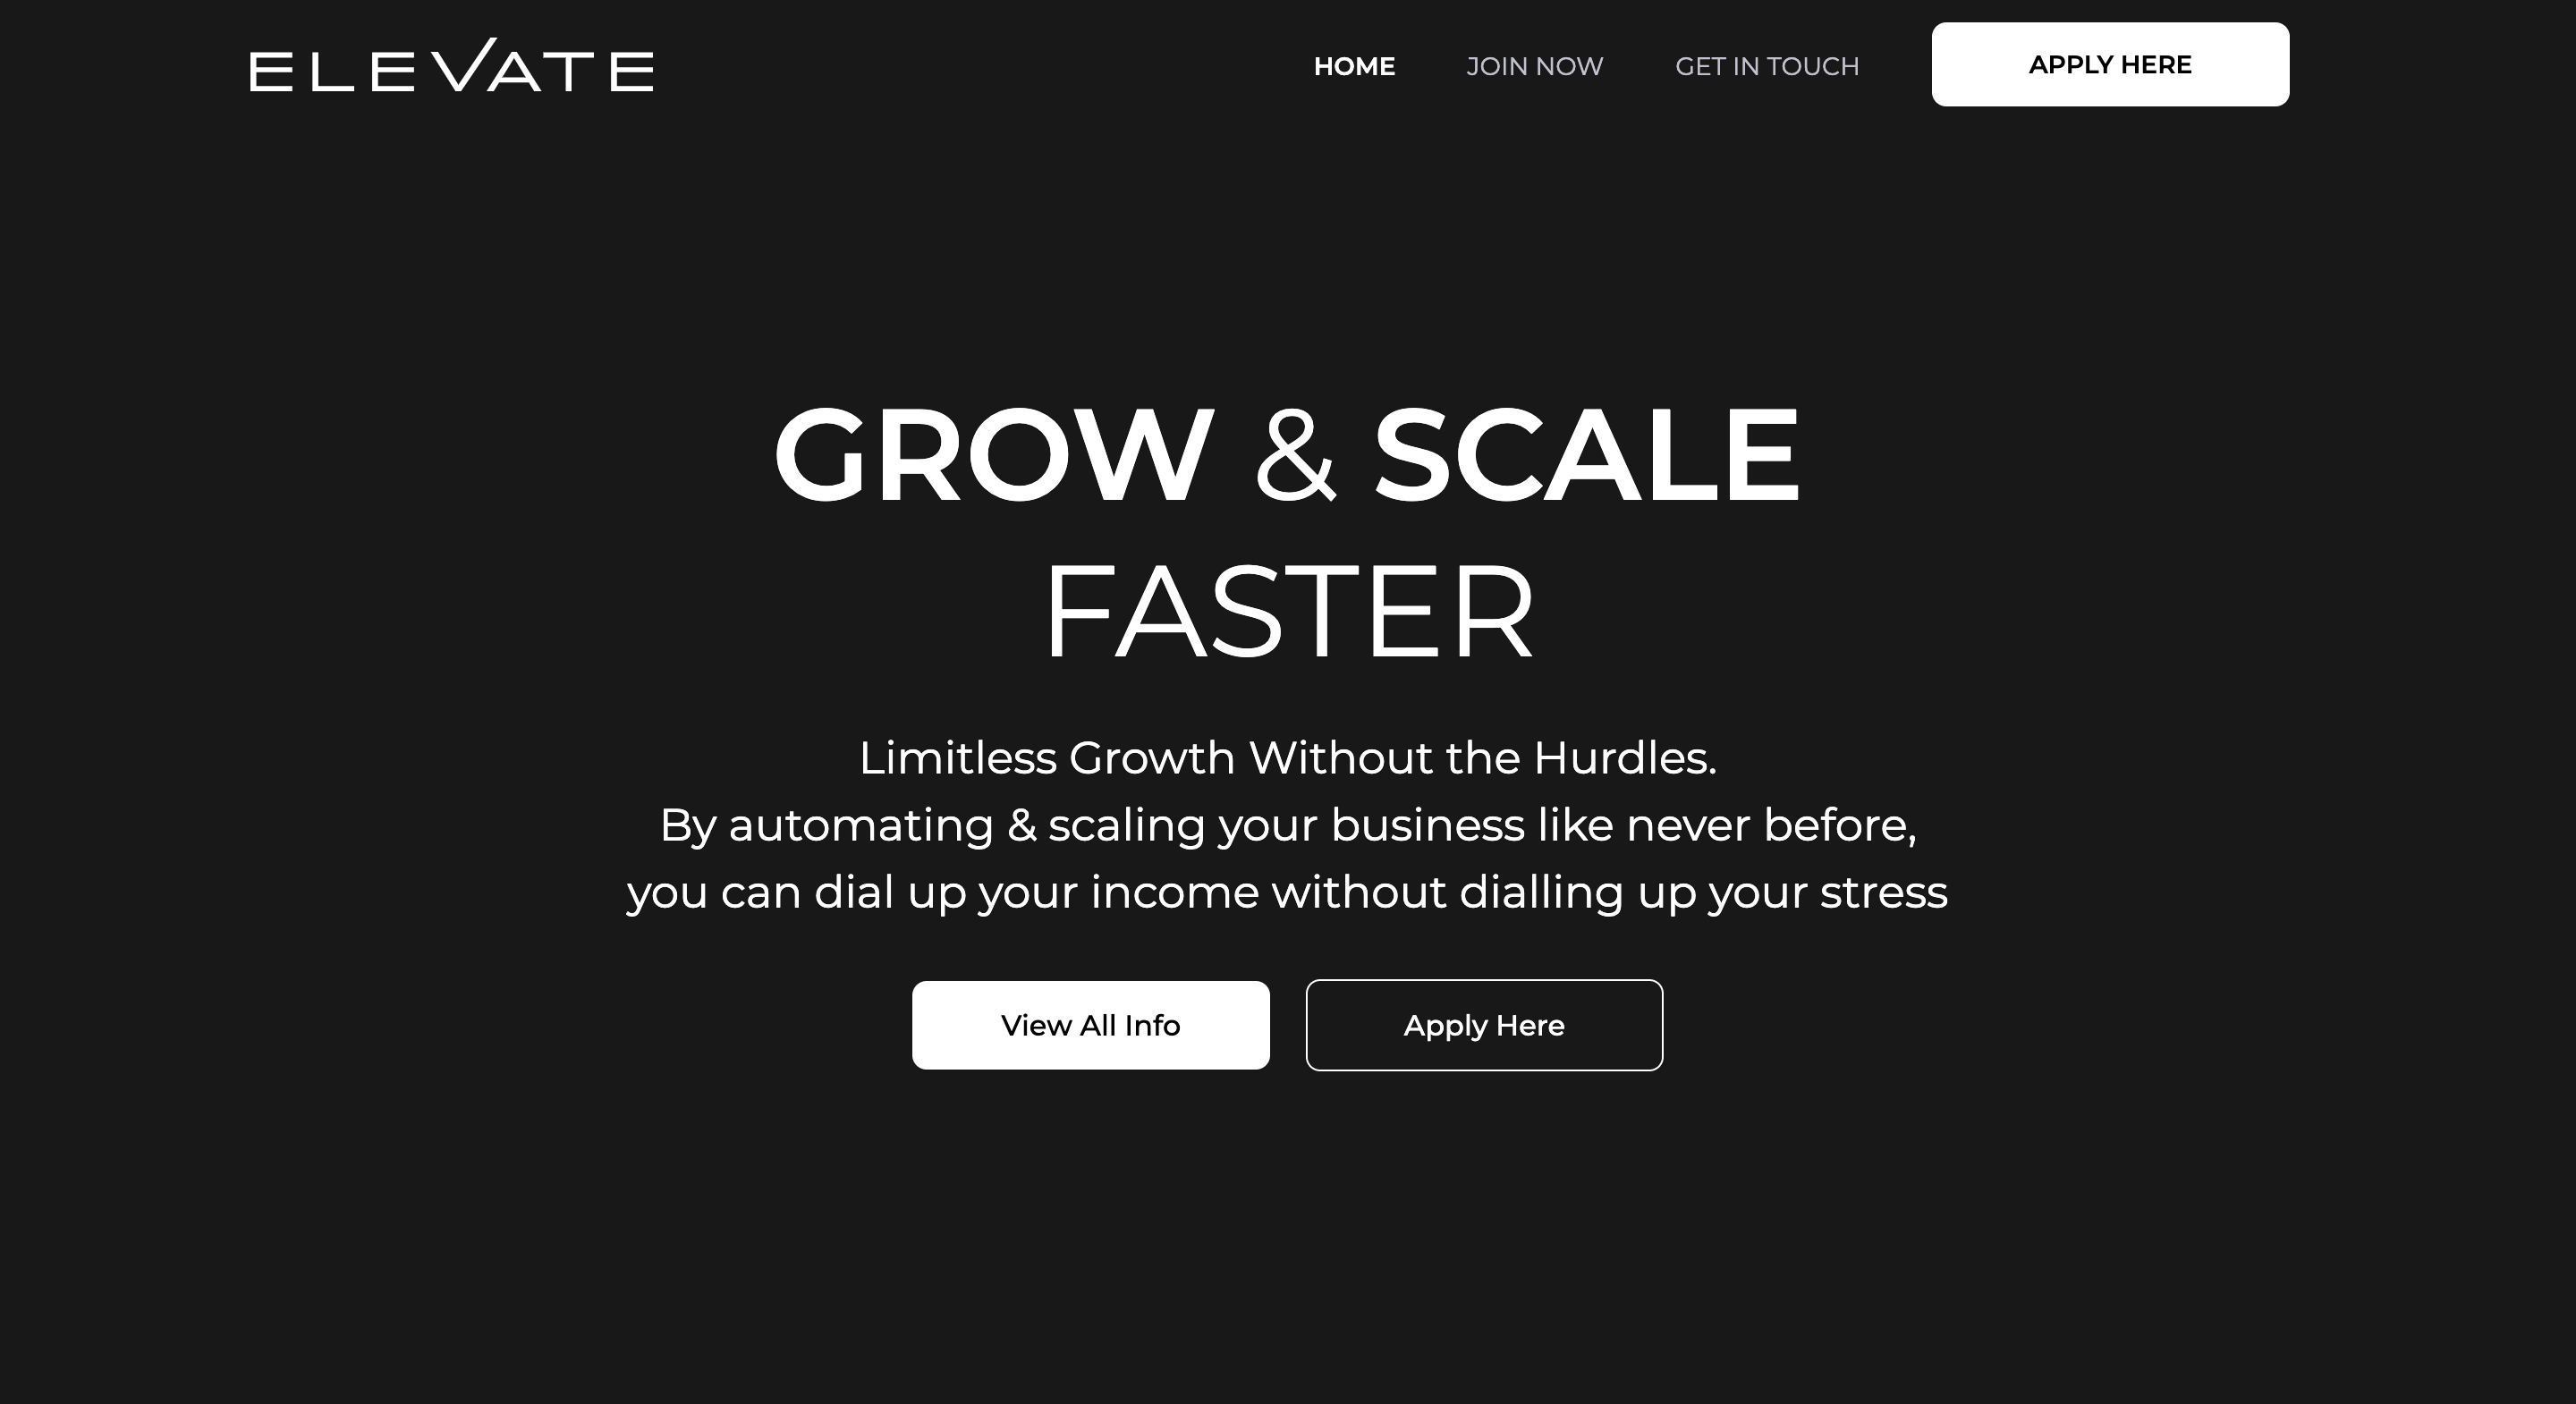 ELEVATE
HOME JOIN NOW GET IN TOUCH APPLY HERE
GROW & SCALE
FASTER
Limitless Growth Without the Hurdles.
By automating & scaling your business like never before,
you can dial up your income without dialling up your stress
View All Info Apply Here